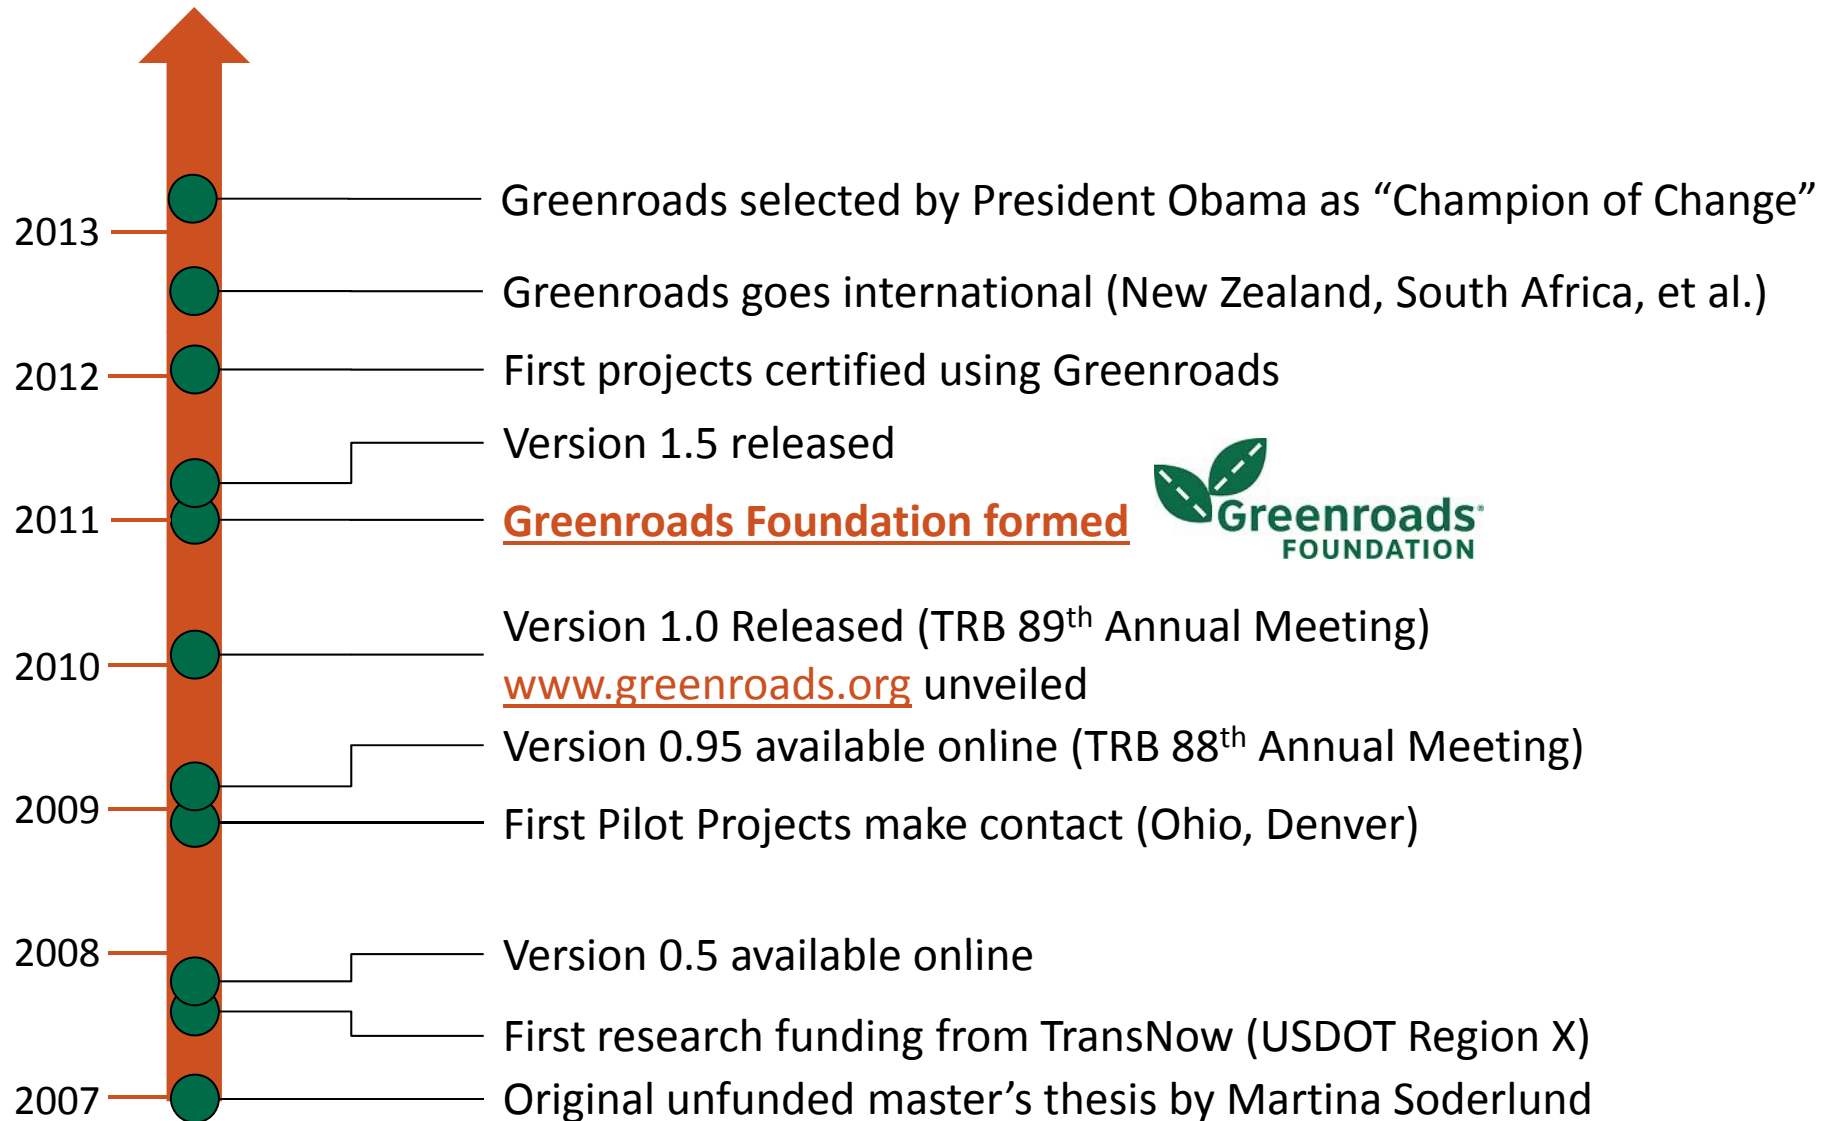 Greenroads selected by President Obama as “Champion of Change”
2013
Greenroads goes international (New Zealand, South Africa, et al.)
2012
First projects certified using Greenroads
Version 1.5 released
2011
Greenroads Foundation formed
Greenroads®
FOUNDATION
Version 1.0 Released (TRB 89th Annual Meeting)
2010
www.greenroads.org unveiled
Version 0.95 available online (TRB 88th Annual Meeting)
2009
First Pilot Projects make contact (Ohio, Denver)
2008
Version 0.5 available online
First research funding from TransNow (USDOT Region X)
2007
Original unfunded master’s thesis by Martina Soderlund